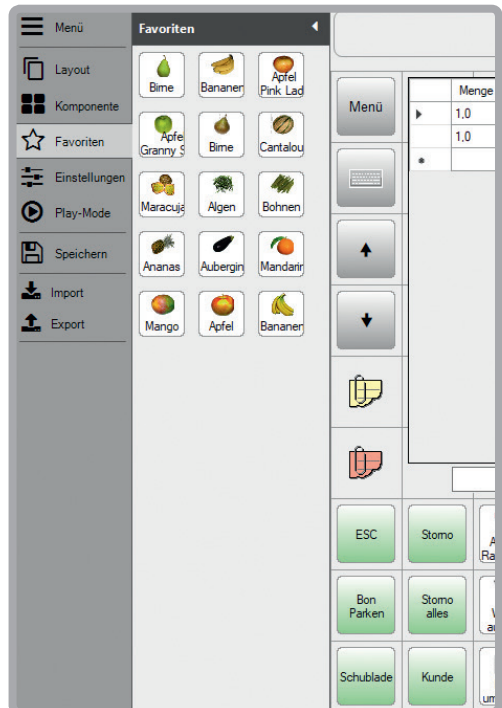 Menü
Layout
Komponente
Favoriten
Einstellungen
Play-Mode
Speichern
Import
Export
Favoriten
Birne
Bananen
Apfel
Pink Lad
Apfe
Granny S
Birne
Cantalou
Maracuja
Algen
Bohnen
Ananas
Aubergin
Mandarin
Mango
Apfel
Bananen
Menü
Menge
1,0
1,0
ESC
Storno
Bon
Parken
Storno
alles
Schublade
Kunde
um